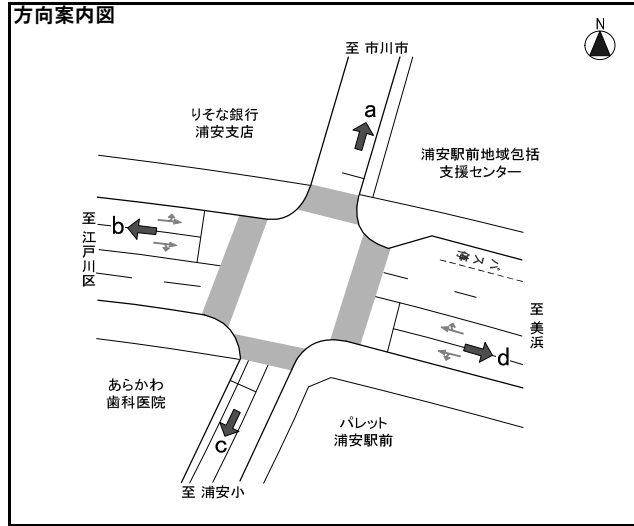 方向案内図
N
至 市川市
a
りそな銀行
浦安支店
浦安駅前地域包括
支援センター
至 江戸川区
b
バス専
至 美浜
d
あらかわ
歯科医院
c
パレット
浦安駅前
至 浦安小